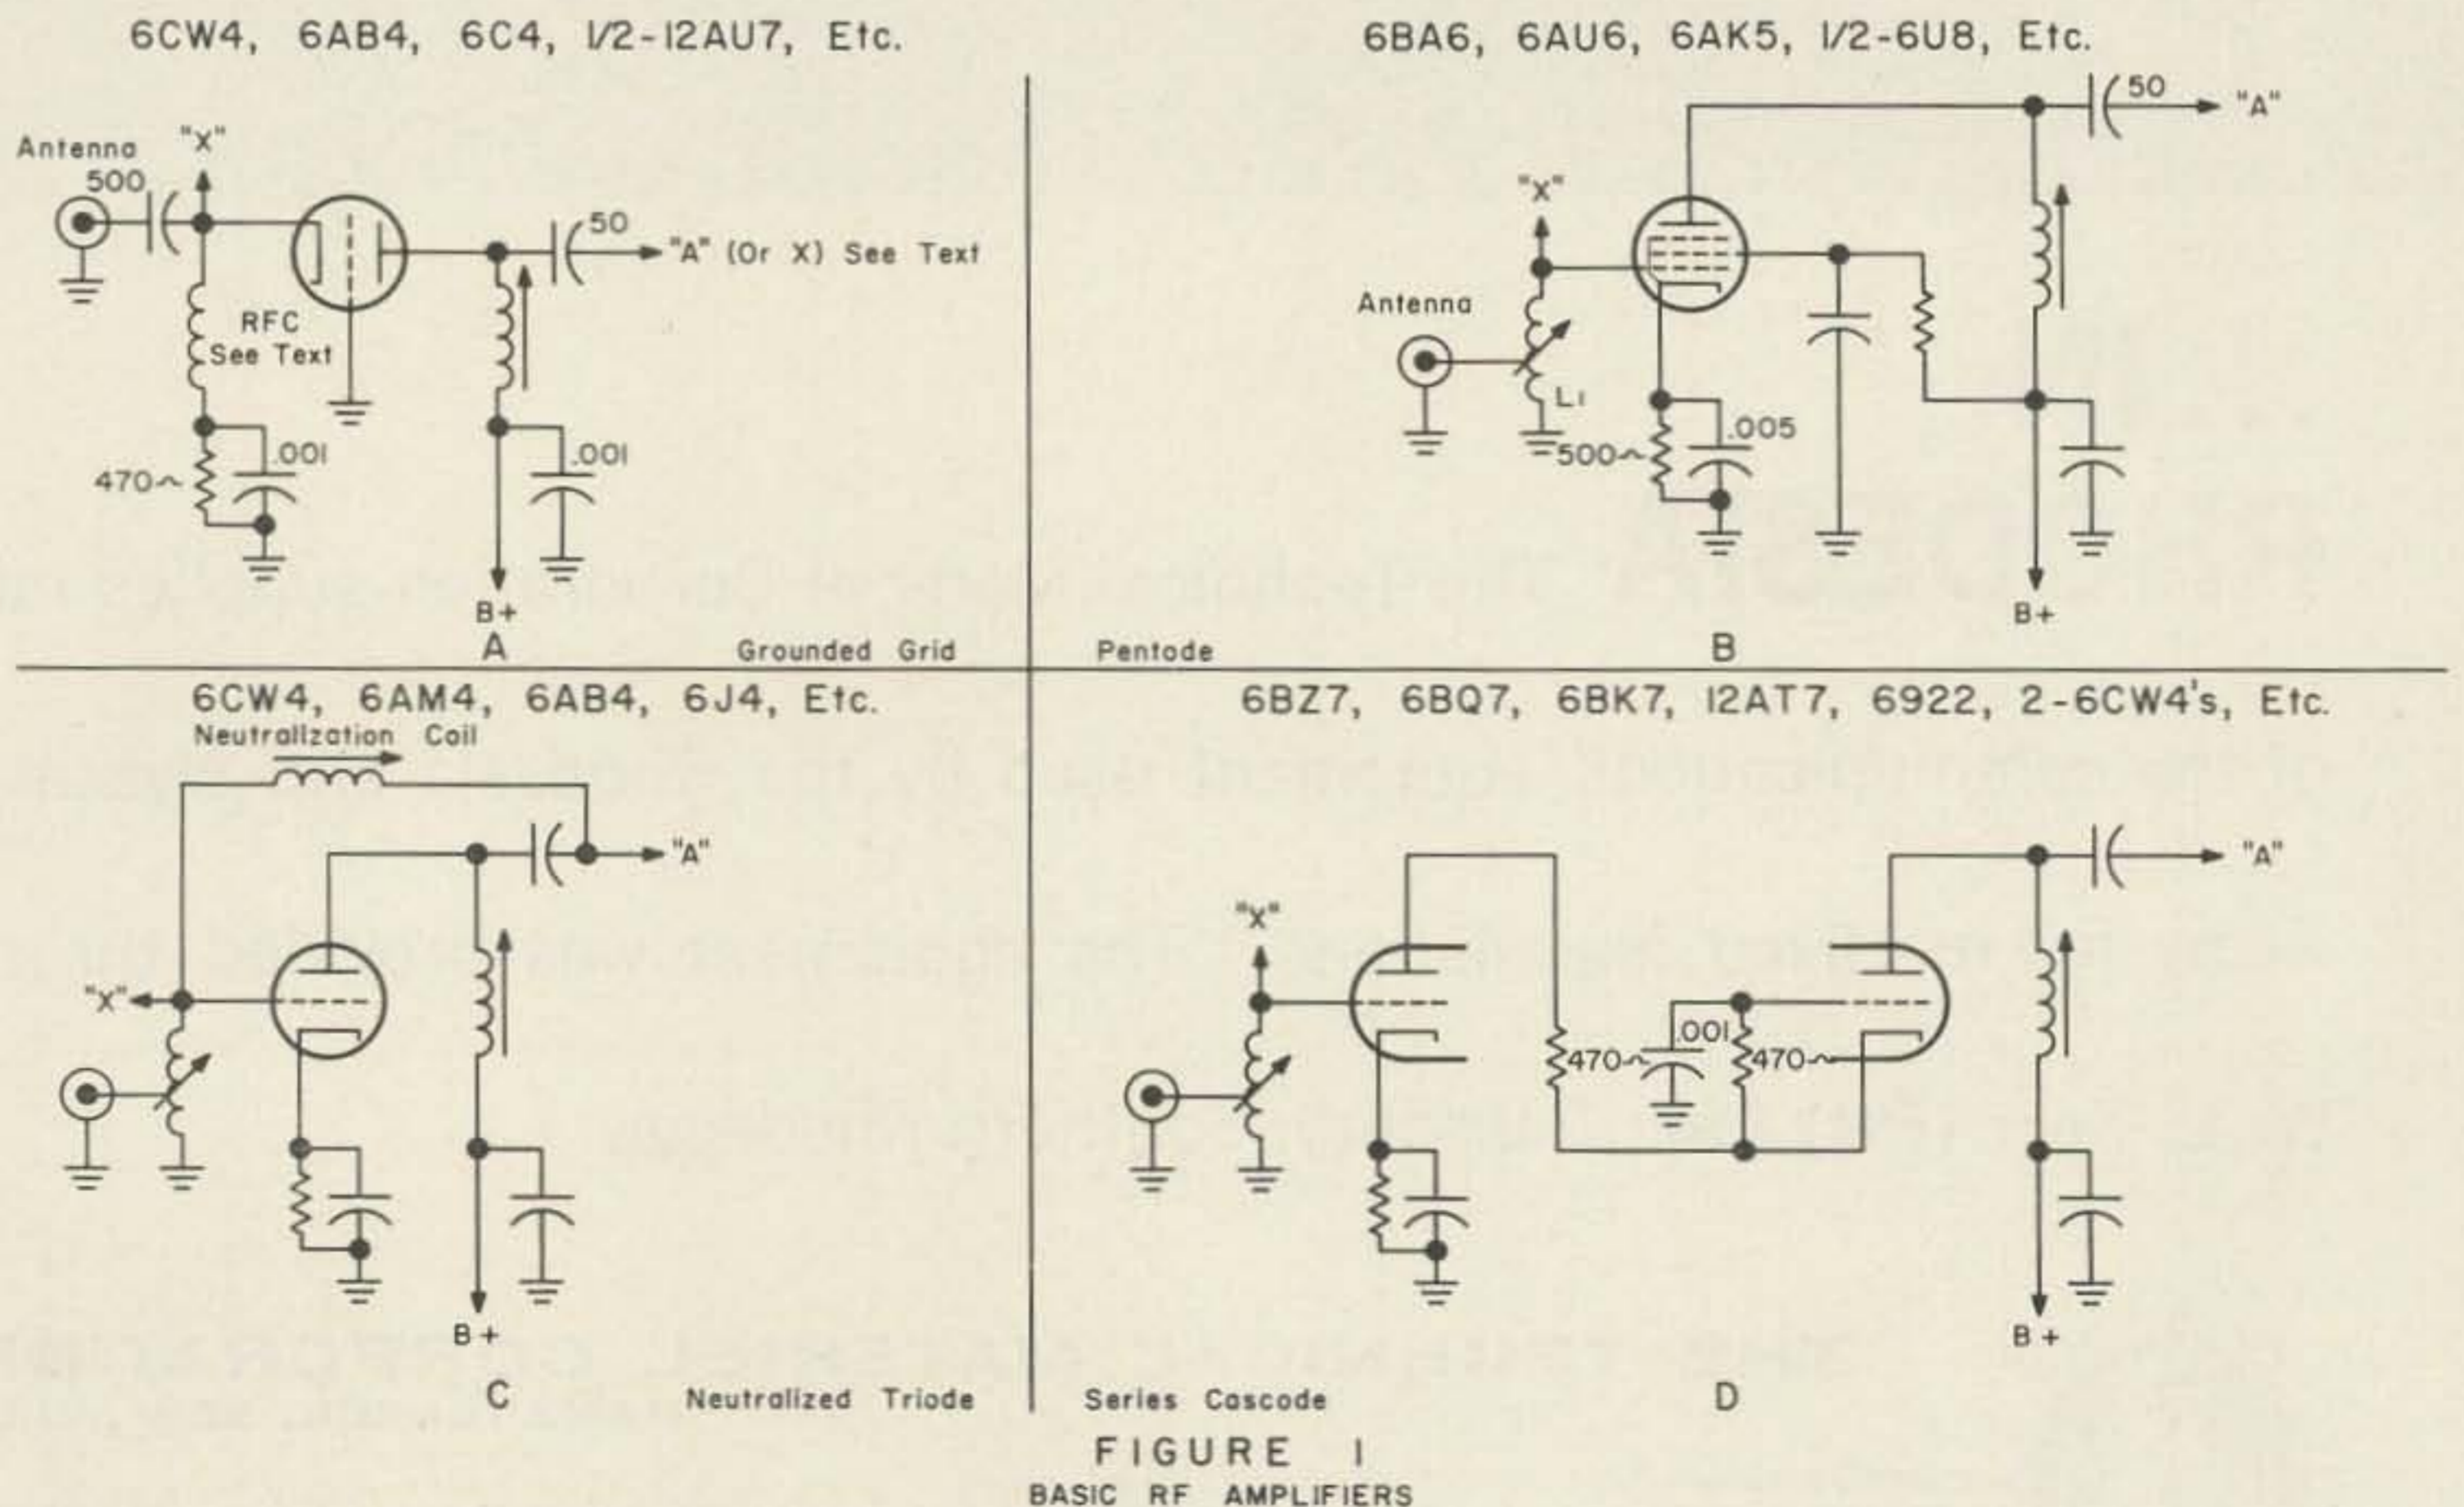 6CW4, 6AB4, 6C4, 1/2-12AU7, Etc.
Antenna
"X"
500
50
"A" (Or X) See Text
RFC
See Text
.001
470~
.001
B+
A
Grounded Grid
6BA6, 6AU6, 6AK5, 1/2-6U8, Etc.
50
"A"
"X"
Antenna
L1
.005
500~
B+
Pentode
B
6CW4, 6AM4, 6AB4, 6J4, Etc.
Neutralization Coil
"A"
"X"
B+
C
Neutralized Triode
6BZ7, 6BQ7, 6BK7, 12AT7, 6922, 2-6CW4's, Etc.
"A"
"X"
.001
470~
470~
B+
Series Cascode
D
FIGURE 1
BASIC RF AMPLIFIERS